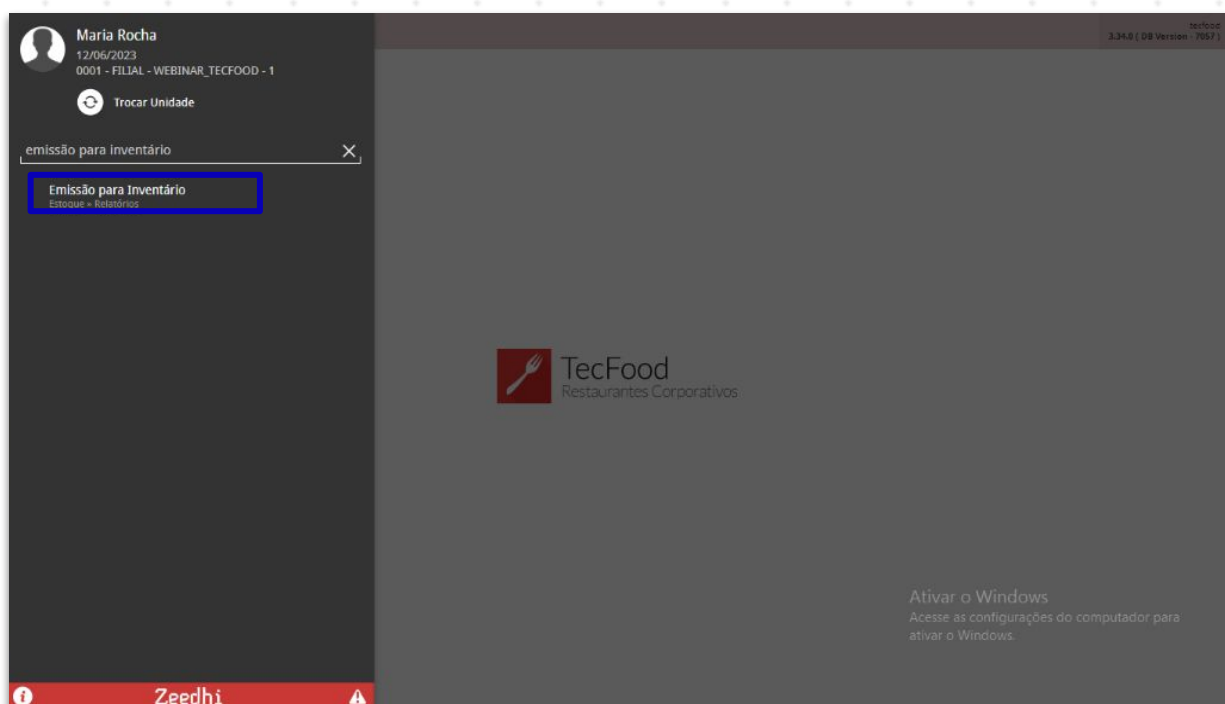 Maria Rocha
12/06/2023
0001 - FILIAL - WEBINAR_TECFOOD - 1
Trocar Unidade
emissão para inventário
Emissão para Inventário
Estoque » Relatórios
tecfood
3.34.0 ( DB Version - 7057 )
TecFood
Restaurantes Corporativos
Ativar o Windows
Acesse as configurações do computador para
ativar o Windows.
Zeedhi